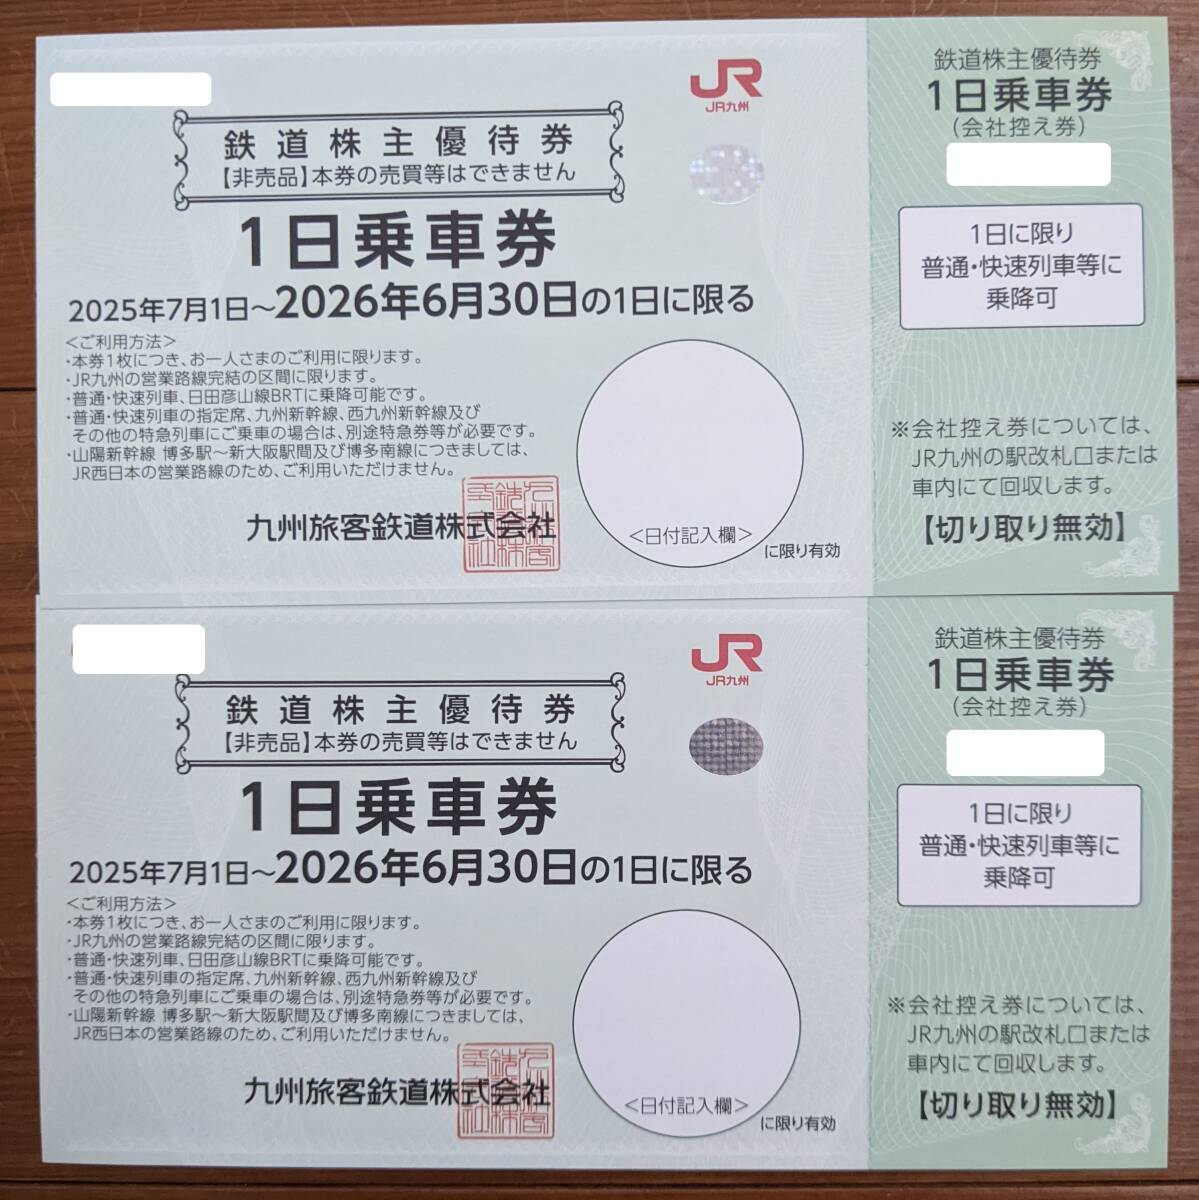 JR
JR九州
鉄道株主優待券
【非売品】本券の売買等はできません
1日乗車券
2025年7月1日～2026年6月30日の1日に限る
＜ご利用方法＞
・本券1枚につき、お一人さまのご利用に限ります。
・JR九州の営業路線完結の区間に限ります。
・普通・快速列車、日田彦山線BRTに乗降可能です。
・普通・快速列車の指定席、九州新幹線、西九州新幹線及び
その他の特急列車にご乗車の場合は、別途特急券等が必要です。
・山陽新幹線 博多駅～新大阪駅間及び博多南線につきましては、
JR西日本の営業路線のため、ご利用いただけません。
九州旅客鉄道株式会社
＜日付記入欄＞
に限り有効
鉄道株主優待券
1日乗車券
（会社控え券）
1日に限り
普通・快速列車等に
乗降可
※会社控え券については、
JR九州の駅改札口または
車内にて回収します。
【切り取り無効】
JR
JR九州
鉄道株主優待券
【非売品】本券の売買等はできません
1日乗車券
2025年7月1日～2026年6月30日の1日に限る
＜ご利用方法＞
・本券1枚につき、お一人さまのご利用に限ります。
・JR九州の営業路線完結の区間に限ります。
・普通・快速列車、日田彦山線BRTに乗降可能です。
・普通・快速列車の指定席、九州新幹線、西九州新幹線及び
その他の特急列車にご乗車の場合は、別途特急券等が必要です。
・山陽新幹線 博多駅～新大阪駅間及び博多南線につきましては、
JR西日本の営業路線のため、ご利用いただけません。
九州旅客鉄道株式会社
＜日付記入欄＞
に限り有効
鉄道株主優待券
1日乗車券
（会社控え券）
1日に限り
普通・快速列車等に
乗降可
※会社控え券については、
JR九州の駅改札口または
車内にて回収します。
【切り取り無効】